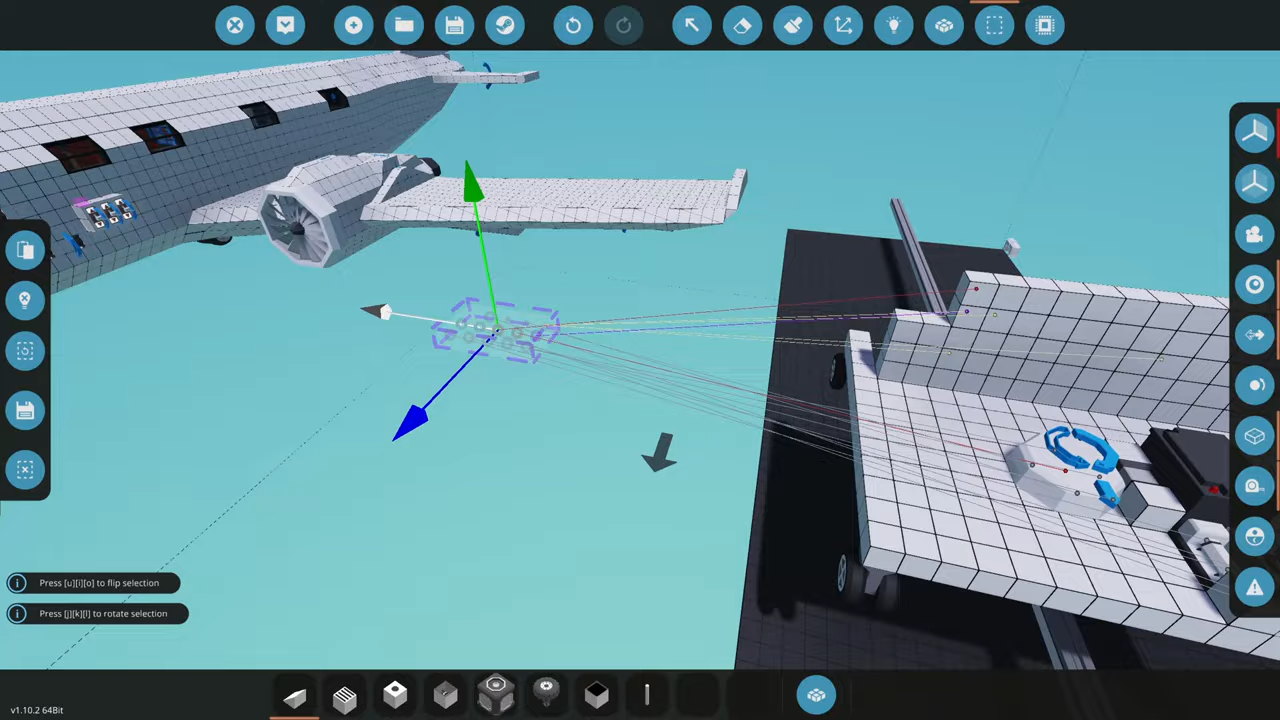 Press [u][i][o] to flip selection
Press [j][k][l] to rotate selection
v1.10.2 64Bit